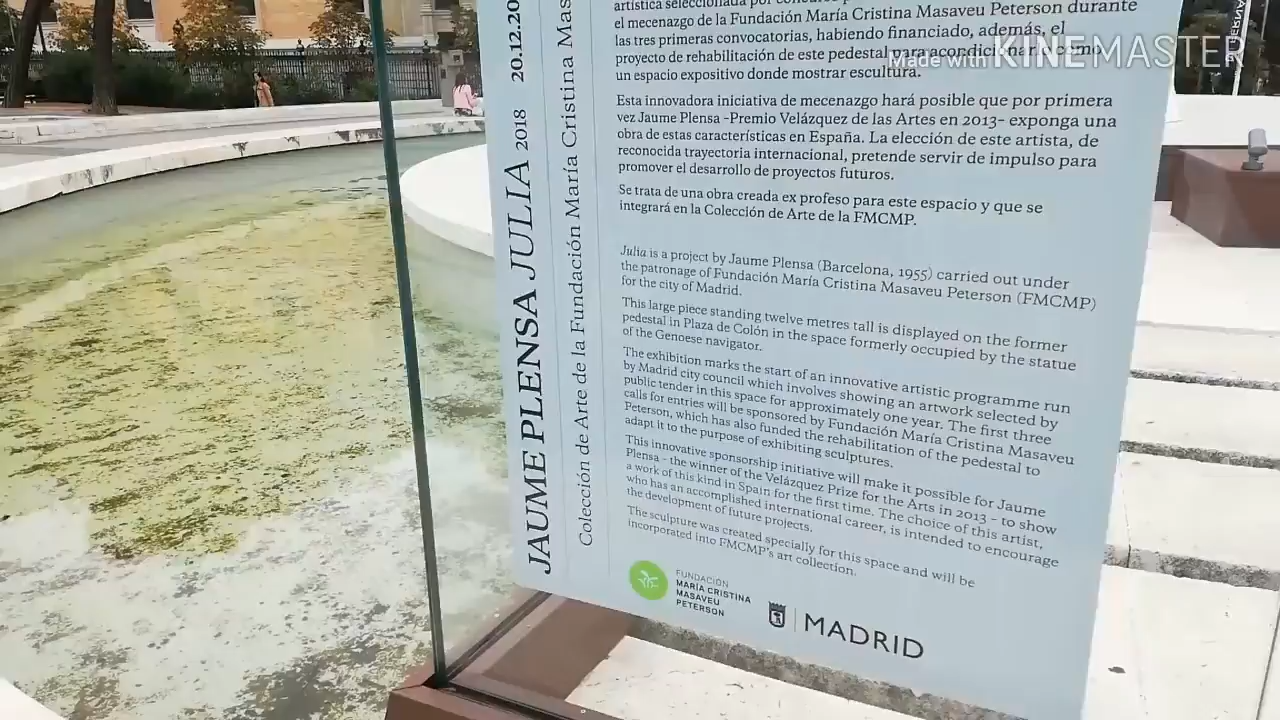 Made with KINEMASTER
artística seleccionada por
el mecenazgo de la Fundación María Cristina Masaveu Peterson durante
las tres primeras convocatorias, habiendo financiado, además, el
proyecto de rehabilitación de este pedestal para acondicionarlo como
un espacio expositivo donde mostrar escultura.
Esta innovadora iniciativa de mecenazgo hará posible que por primera
vez Jaume Plensa -Premio Velázquez de las Artes en 2013- exponga una
obra de estas características en España. La elección de este artista, de
reconocida trayectoria internacional, pretende servir de impulso para
promover el desarrollo de proyectos futuros.
Se trata de una obra creada ex profeso para este espacio y que se
integrará en la Colección de Arte de la FMCMP.
Julia is a project by Jaume Plensa (Barcelona, 1955) carried out under
the patronage of Fundación María Cristina Masaveu Peterson (FMCMP)
for the city of Madrid.
This large piece standing twelve metres tall is displayed on the former
pedestal in Plaza de Colón in the space formerly occupied by the statue
of the Genoese navigator.
The exhibition marks the start of an innovative artistic programme run
by Madrid city council which involves showing an artwork selected by
public tender in this space for approximately one year. The first three
calls for entries will be sponsored by Fundación María Cristina Masaveu
Peterson, which has also funded the rehabilitation of the pedestal to
adapt it to the purpose of exhibiting sculptures.
This innovative sponsorship initiative will make it possible for Jaume
Plensa - the winner of the Velázquez Prize for the Arts in 2013 - to show
a work of this kind in Spain for the first time. The choice of this artist,
who has an accomplished international career, is intended to encourage
the development of future projects.
The sculpture was created specially for this space and will be
incorporated into FMCMP's art collection.
JAUME PLENSA JULIA 2018 20.12.20
Colección de Arte de la Fundación María Cristina Mas
FUNDACIÓN
MARÍA CRISTINA
MASAVEU
PETERSON
MADRID